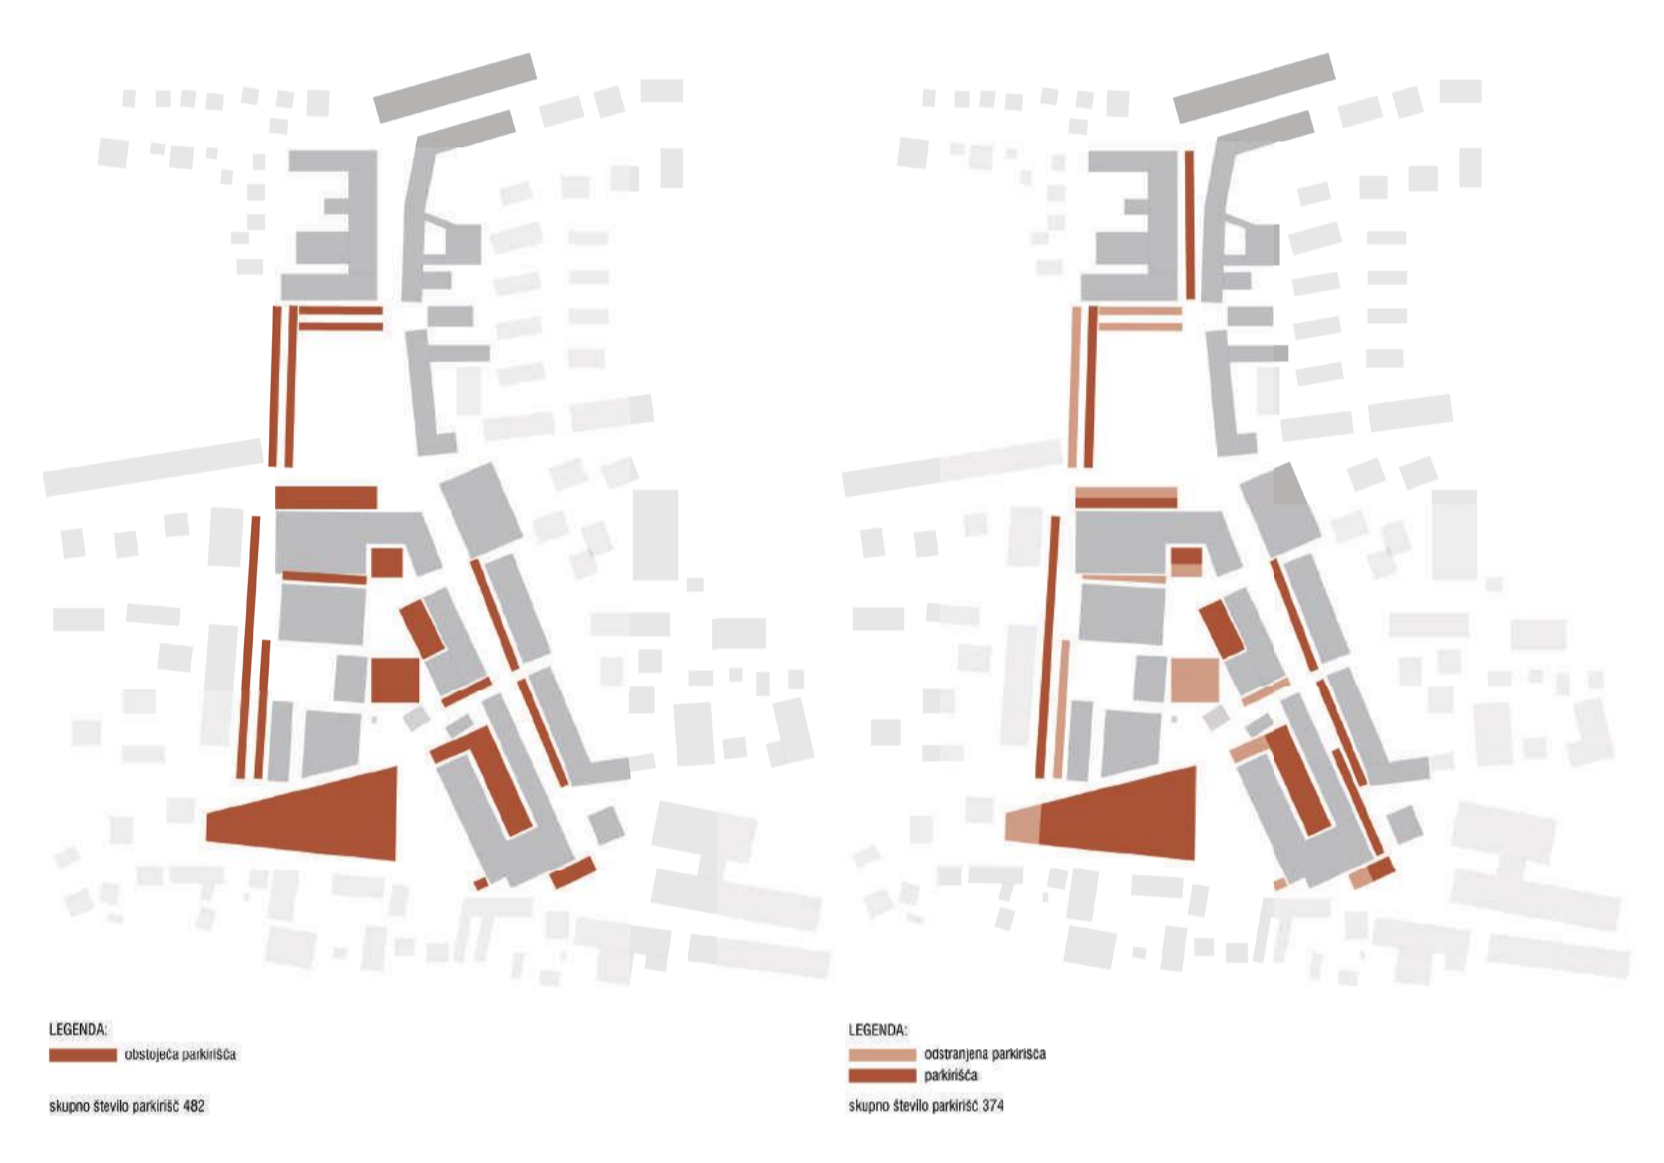 LEGENDA:
obstoječa parkirišča
skupno število parkirišč 482
LEGENDA:
odstranjena parkirišča
parkirišča
skupno število parkirišč 374